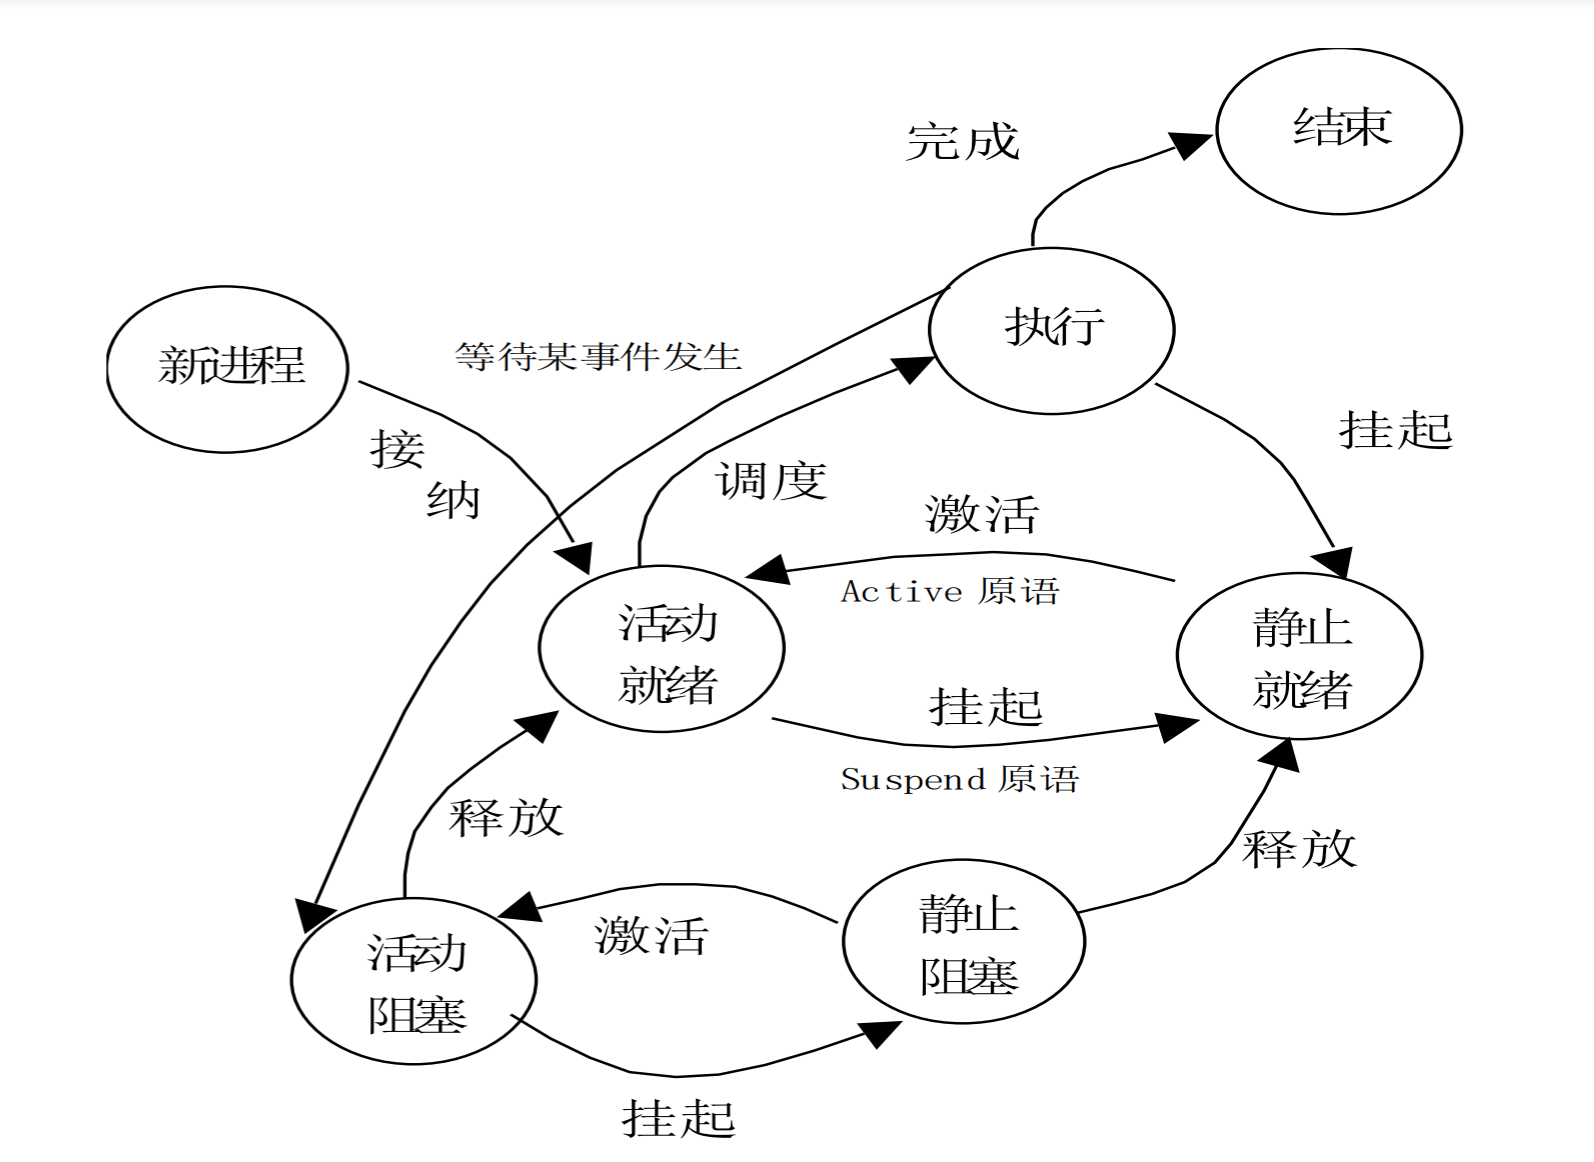 结束
完成
执行
新进程
等待某事件发生
接
纳
挂起
调度
激活
Active 原语
活动
就绪
静止
就绪
挂起
Suspend 原语
释放
释放
静止
阻塞
激活
活动
阻塞
挂起